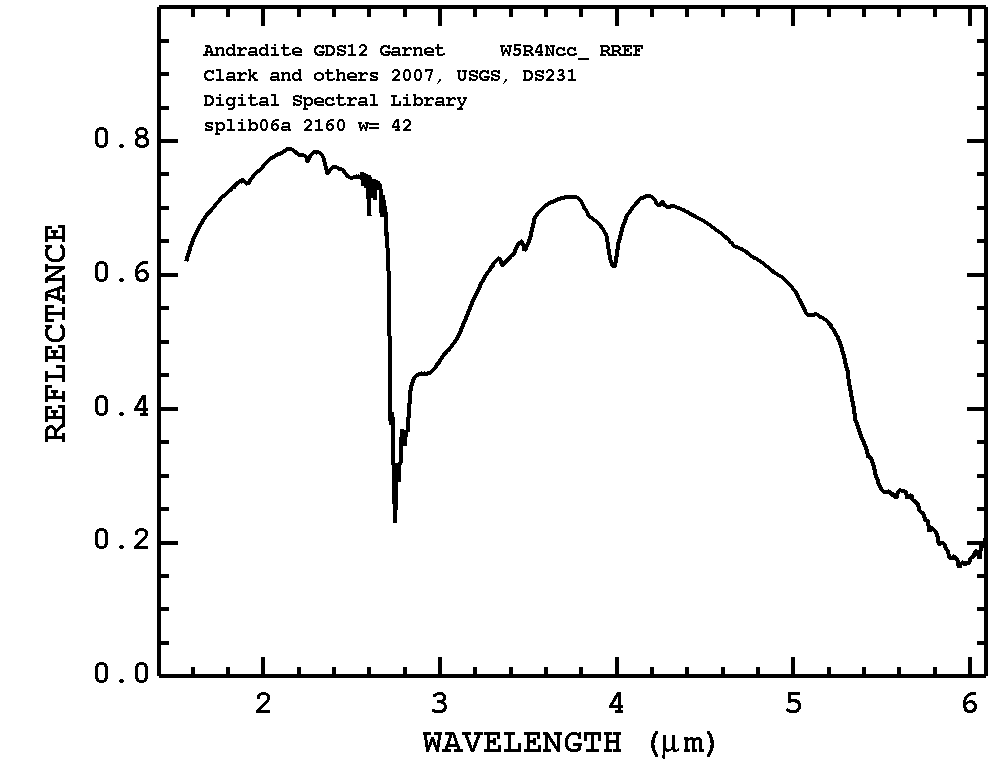 Andradite GDS12 Garnet W5R4Ncc_ RREF
Clark and others 2007, USGS, DS231
Digital Spectral Library
splib06a 2160 w= 42
0.8
0.6
0.4
0.2
0.0
REFLECTANCE
2 3 4 5 6
WAVELENGTH (µm)